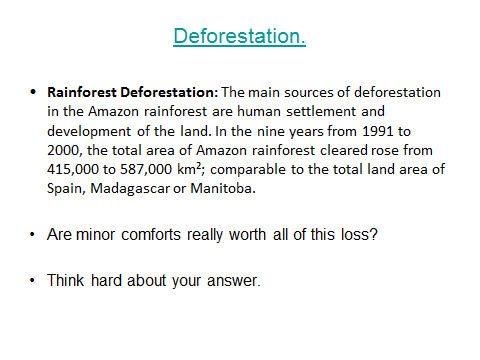 Deforestation.
• Rainforest Deforestation: The main sources of deforestation
in the Amazon rainforest are human settlement and
development of the land. In the nine years from 1991 to
2000, the total area of Amazon rainforest cleared rose from
415,000 to 587,000 km²; comparable to the total land area of
Spain, Madagascar or Manitoba.
• Are minor comforts really worth all of this loss?
• Think hard about your answer.